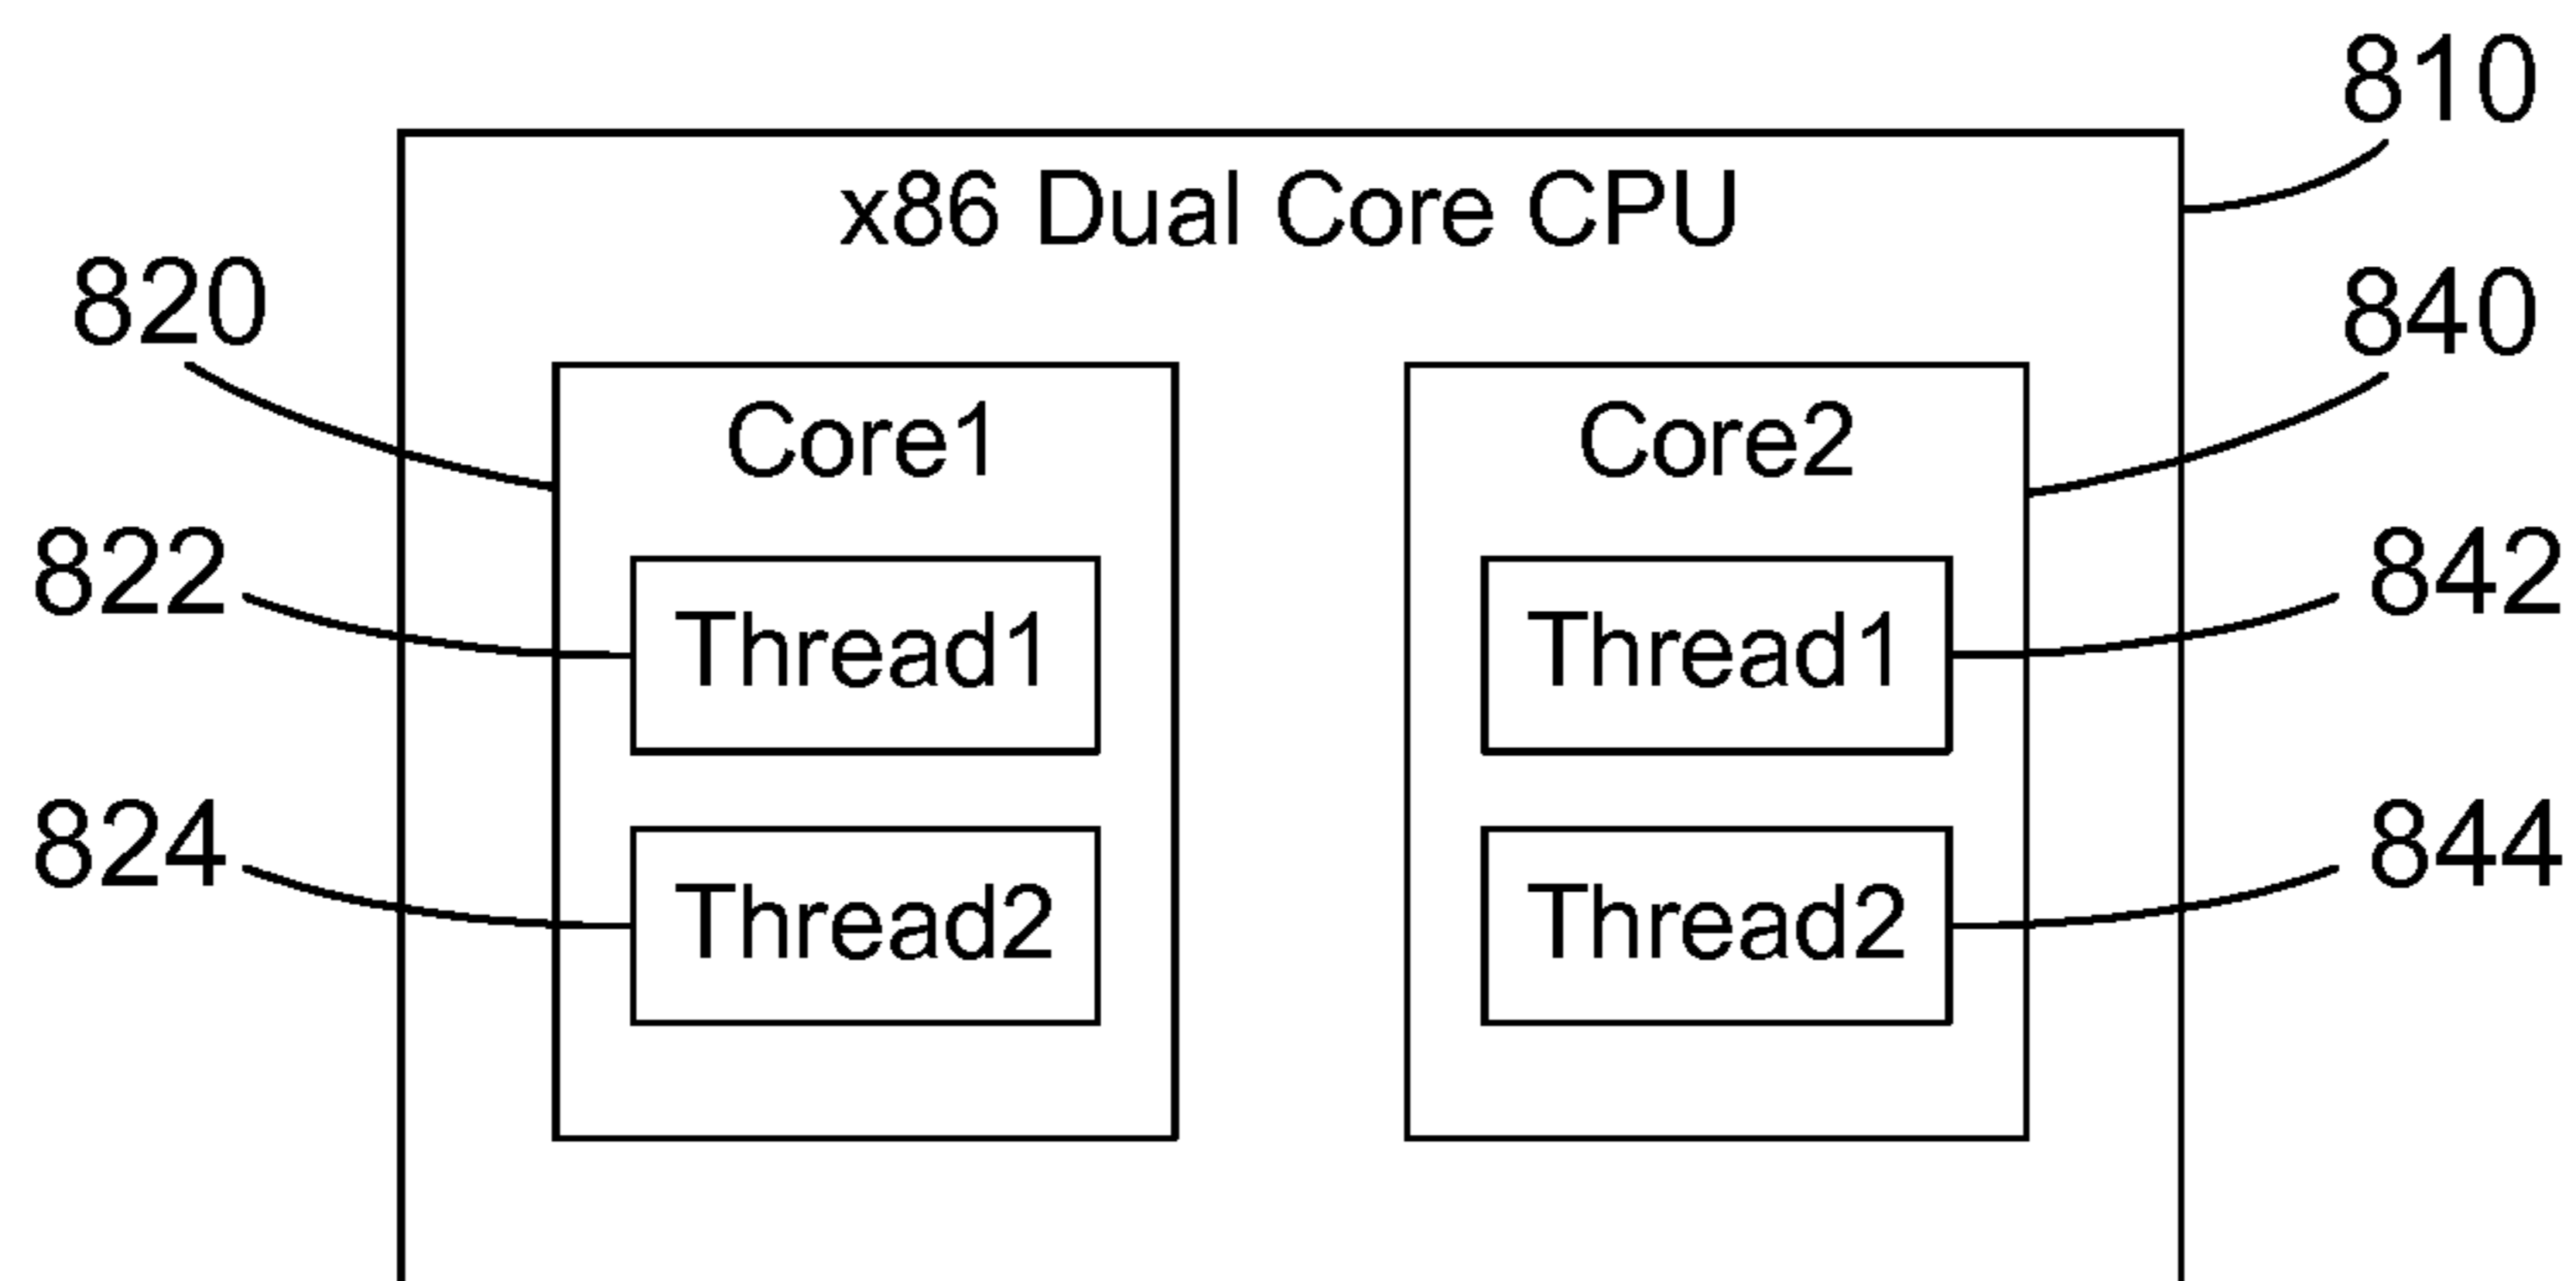 810
x86 Dual Core CPU
820
840
Core1
Core2
822
Thread1
Thread1
842
824
Thread2
Thread2
844